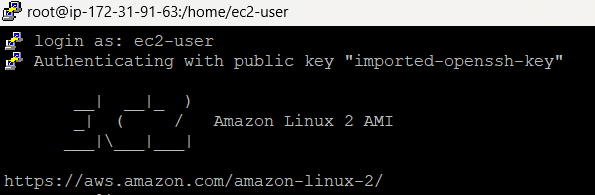 root@ip-172-31-91-63:/home/ec2-user
login as: ec2-user
Authenticating with public key "imported-openssh-key"
__|  __|_  )
_|  (     /   Amazon Linux 2 AMI
___|\___|___|
https://aws.amazon.com/amazon-linux-2/